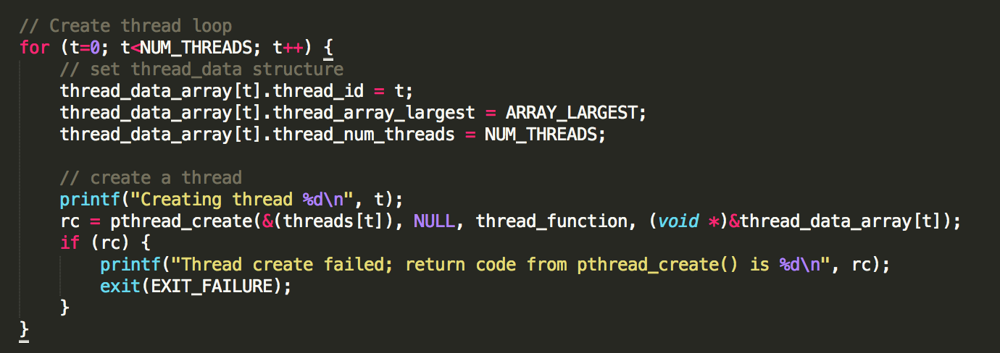 // Create thread loop
for (t=0; t<NUM_THREADS; t++) {
    // set thread_data structure
    thread_data_array[t].thread_id = t;
    thread_data_array[t].thread_array_largest = ARRAY_LARGEST;
    thread_data_array[t].thread_num_threads = NUM_THREADS;

    // create a thread
    printf("Creating thread %d\n", t);
    rc = pthread_create(&(threads[t]), NULL, thread_function, (void *)&thread_data_array[t]);
    if (rc) {
        printf("Thread create failed; return code from pthread_create() is %d\n", rc);
        exit(EXIT_FAILURE);
    }
}